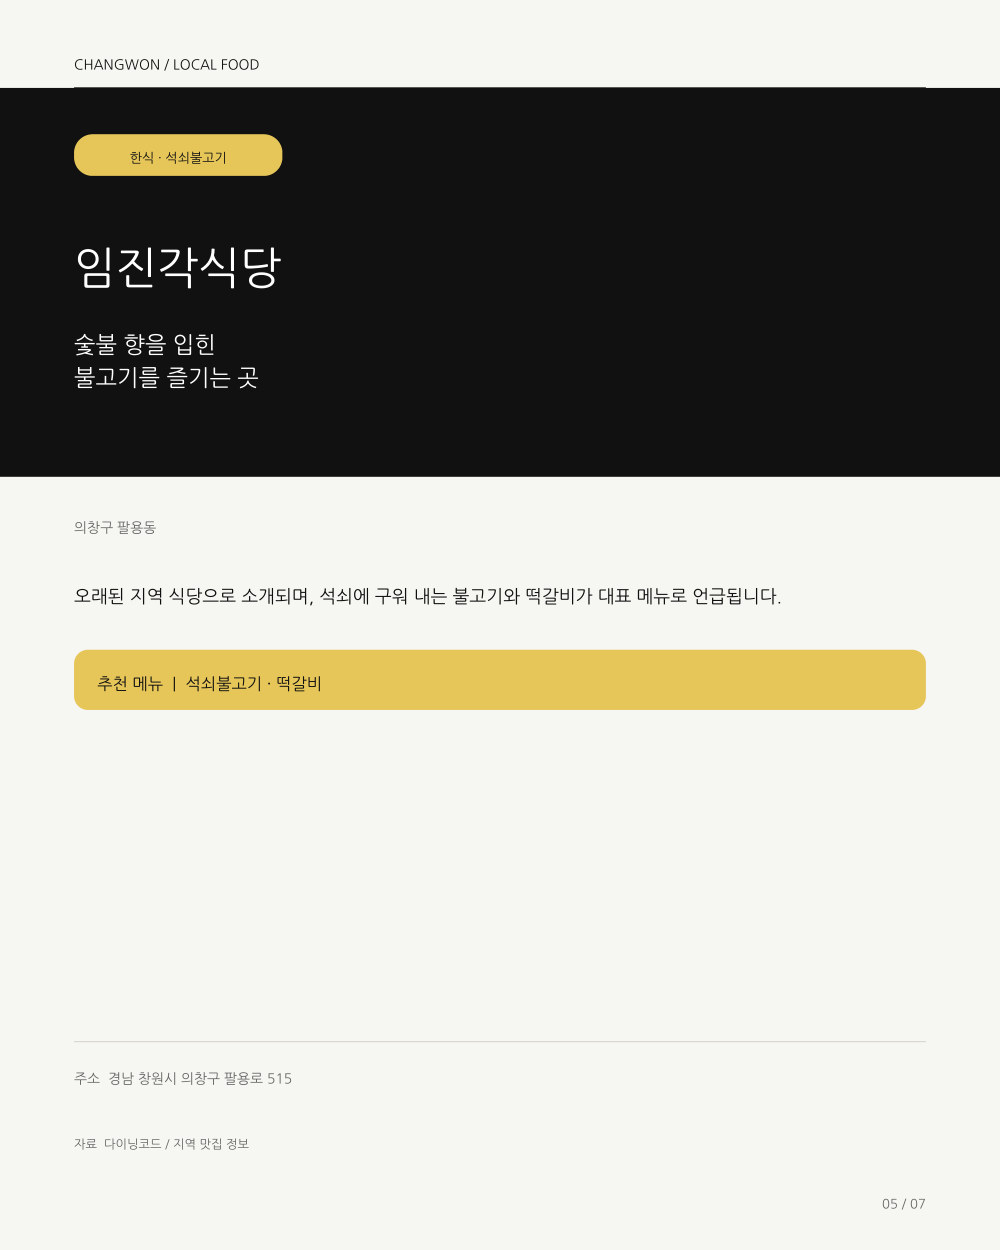 CHANGWON / LOCAL FOOD
한식 · 석쇠불고기
임진각식당
숯불 향을 입힌
불고기를 즐기는 곳
의창구 팔용동
오래된 지역 식당으로 소개되며, 석쇠에 구워 내는 불고기와 떡갈비가 대표 메뉴로 언급됩니다.
추천 메뉴 | 석쇠불고기 · 떡갈비
주소 경남 창원시 의창구 팔용로 515
자료 다이닝코드 / 지역 맛집 정보
05 / 07